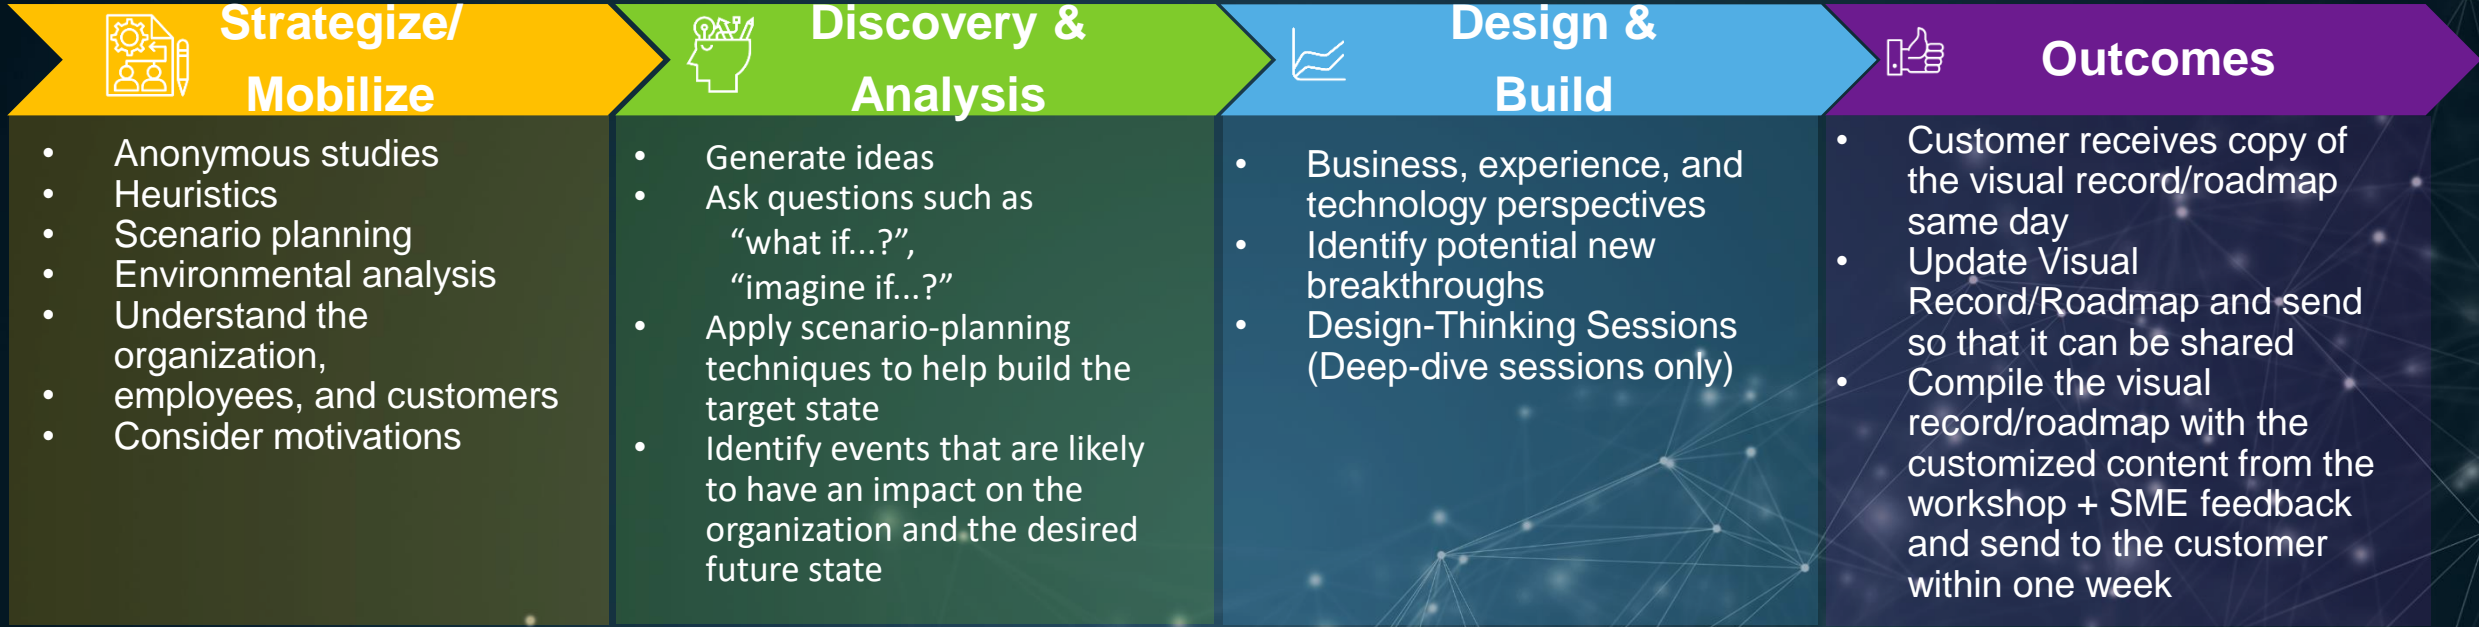 Strategize/
Mobilize
• Anonymous studies
• Heuristics
• Scenario planning
• Environmental analysis
• Understand the
organization,
• employees, and customers
• Consider motivations
Discovery &
Analysis
• Generate ideas
• Ask questions such as
“what if...?”,
“imagine if...?”
• Apply scenario-planning
techniques to help build the
target state
• Identify events that are likely
to have an impact on the
organization and the desired
future state
Design &
Build
• Business, experience, and
technology perspectives
• Identify potential new
breakthroughs
• Design-Thinking Sessions
(Deep-dive sessions only)
Outcomes
• Customer receives copy of
the visual record/roadmap
same day
• Update Visual
Record/Roadmap and send
so that it can be shared
• Compile the visual
record/roadmap with the
customized content from the
workshop + SME feedback
and send to the customer
within one week